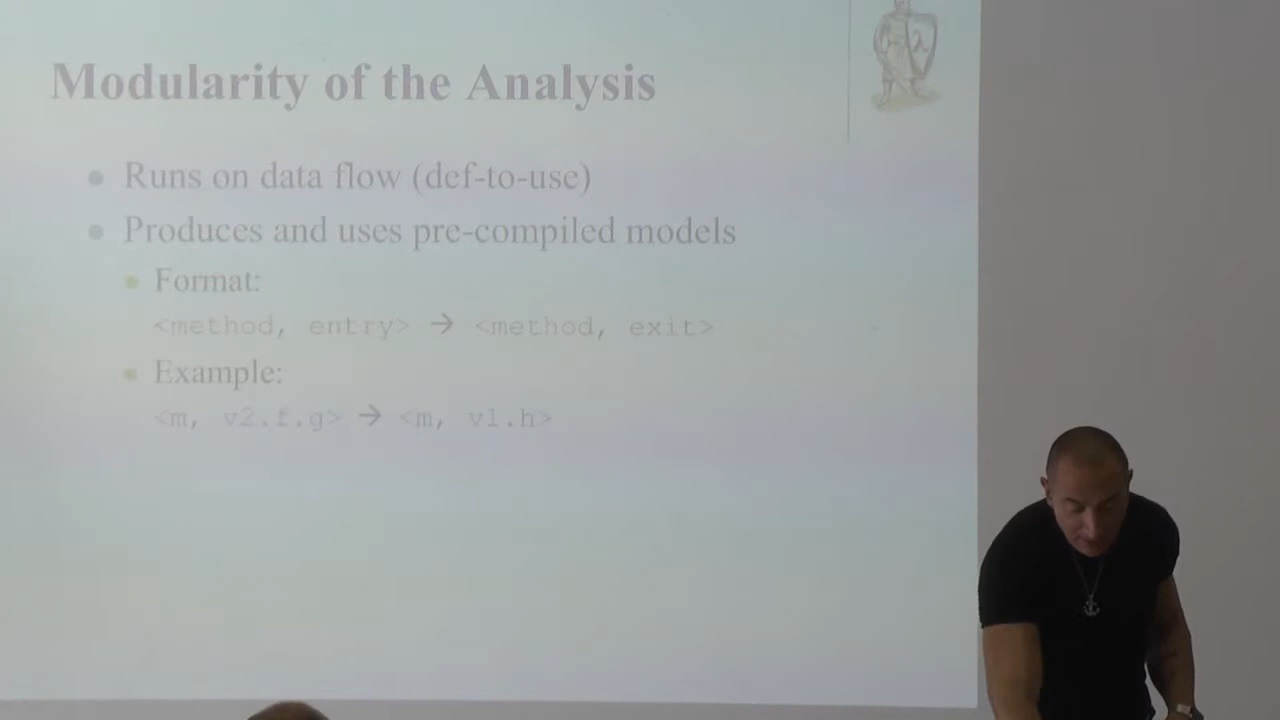 Modularity of the Analysis
λ
● Runs on data flow (def-to-use)
● Produces and uses pre-compiled models
● Format:
<method, entry> → <method, exit>
● Example:
<m, v2.f.g> → <m, v1.h>